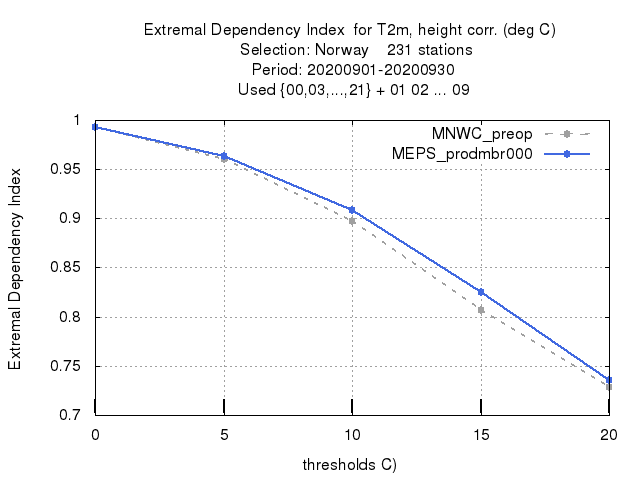 Extremal Dependency Index  for T2m, height corr. (deg C)
Selection: Norway    231 stations
Period: 20200901-20200930
Used {00,03,...,21} + 01 02 ... 09
MNWC_preop
MEPS_prodmbr000
1
0.95
0.9
0.85
0.8
0.75
0.7
Extremal Dependency Index
0 5 10 15 20
thresholds C)